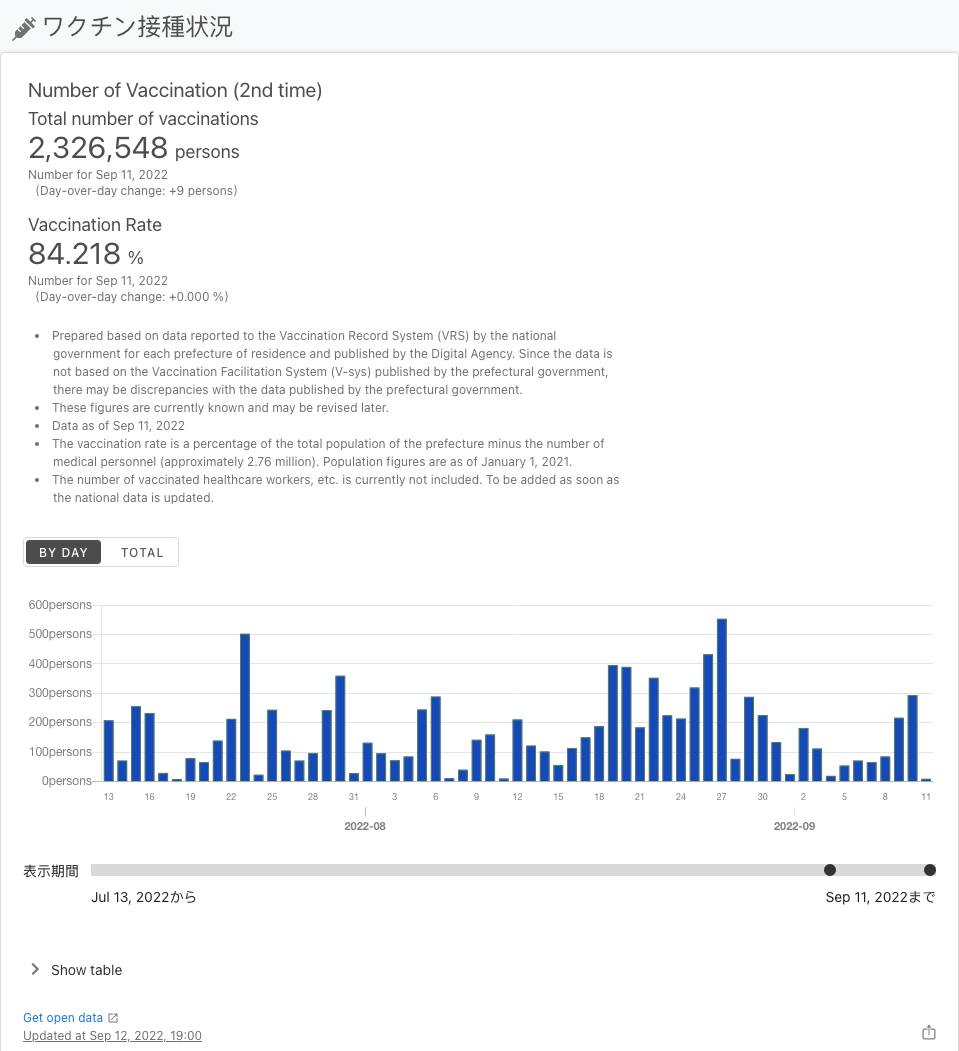 ワクチン接種状況
Number of Vaccination (2nd time)
Total number of vaccinations
2,326,548 persons
Number for Sep 11, 2022
(Day-over-day change: +9 persons)
Vaccination Rate
84.218 %
Number for Sep 11, 2022
(Day-over-day change: +0.000 %)
• Prepared based on data reported to the Vaccination Record System (VRS) by the national
government for each prefecture of residence and published by the Digital Agency. Since the data is
not based on the Vaccination Facilitation System (V-sys) published by the prefectural government,
there may be discrepancies with the data published by the prefectural government.
• These figures are currently known and may be revised later.
• Data as of Sep 11, 2022
• The vaccination rate is a percentage of the total population of the prefecture minus the number of
medical personnel (approximately 2.76 million). Population figures are as of January 1, 2021.
• The number of vaccinated healthcare workers, etc. is currently not included. To be added as soon as
the national data is updated.
BY DAY TOTAL
600persons
500persons
400persons
300persons
200persons
100persons
0persons
13 16 19 22 25 28 31 3 6 9 12 15 18 21 24 27 30 2 5 8 11
2022-08 2022-09
表示期間
Jul 13, 2022から Sep 11, 2022まで
Show table
Get open data
Updated at Sep 12, 2022, 19:00